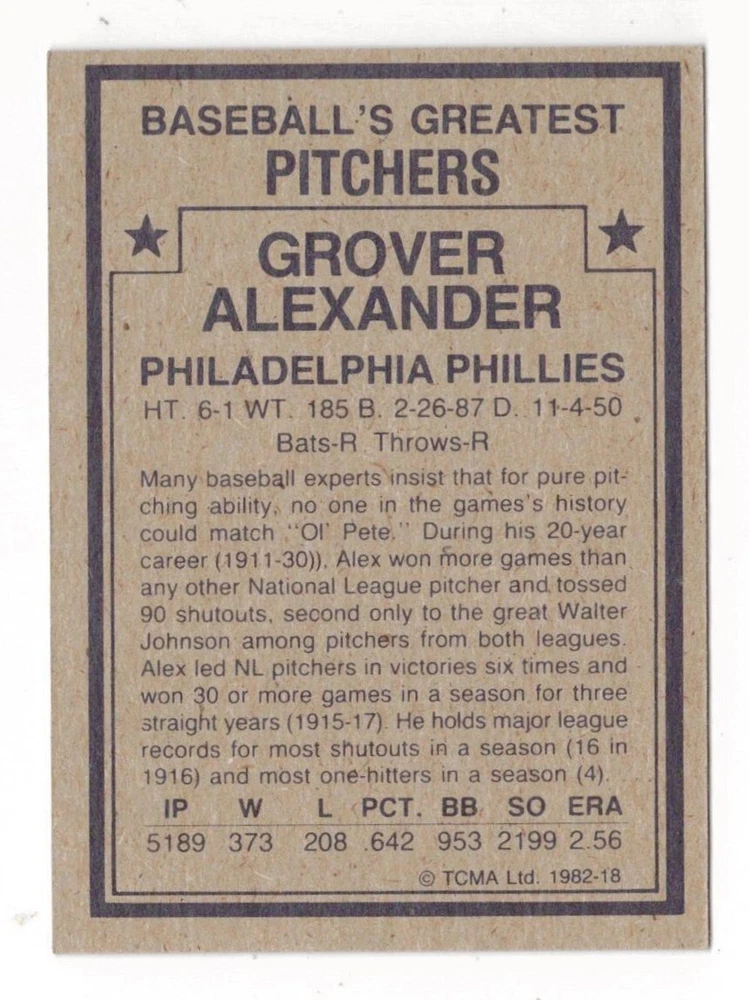 BASEBALL'S GREATEST
PITCHERS
GROVER
ALEXANDER
PHILADELPHIA PHILLIES
HT. 6-1 WT. 185 B. 2-26-87 D. 11-4-50
Bats-R Throws-R
Many baseball experts insist that for pure pit-
ching ability, no one in the games's history
could match "Ol' Pete." During his 20-year
career (1911-30)), Alex won more games than
any other National League pitcher and tossed
90 shutouts, second only to the great Walter
Johnson among pitchers from both leagues.
Alex led NL pitchers in victories six times and
won 30 or more games in a season for three
straight years (1915-17). He holds major league
records for most shutouts in a season (16 in
1916) and most one-hitters in a season (4).
IP W L PCT. BB SO ERA
5189 373 208 .642 953 2199 2.56
© TCMA Ltd. 1982-18